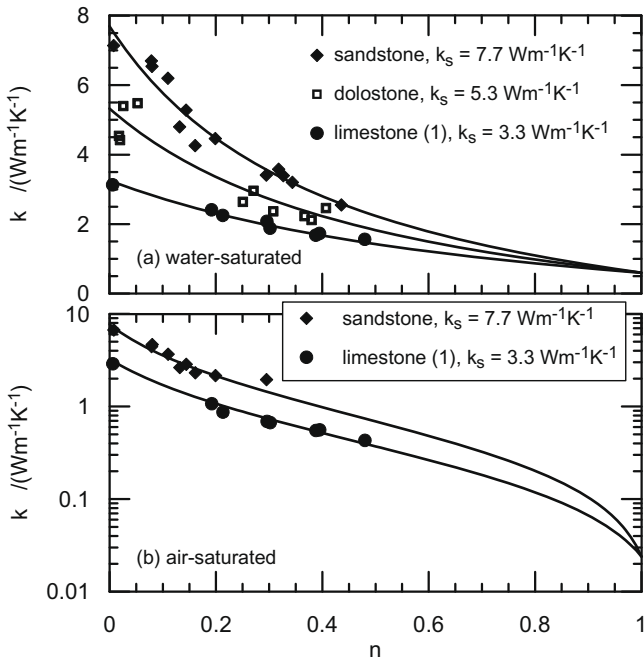 8
6
4
2
0
k /(Wm⁻¹K⁻¹)
sandstone, kₛ = 7.7 Wm⁻¹K⁻¹
dolostone, kₛ = 5.3 Wm⁻¹K⁻¹
limestone (1), kₛ = 3.3 Wm⁻¹K⁻¹
(a) water-saturated
10
1
0.1
0.01
k /(Wm⁻¹K⁻¹)
sandstone, kₛ = 7.7 Wm⁻¹K⁻¹
limestone (1), kₛ = 3.3 Wm⁻¹K⁻¹
(b) air-saturated
0 0.2 0.4 0.6 0.8 1
n